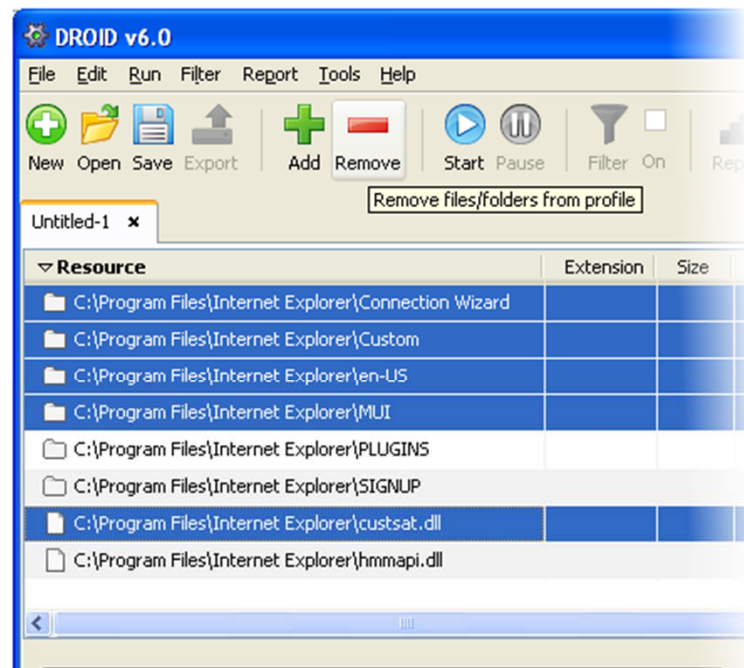 DROID v6.0
File Edit Run Filter Report Tools Help
New Open Save Export Add Remove Start Pause Filter On
Remove files/folders from profile
Untitled-1 ×
Resource Extension Size
C:\Program Files\Internet Explorer\Connection Wizard
C:\Program Files\Internet Explorer\Custom
C:\Program Files\Internet Explorer\en-US
C:\Program Files\Internet Explorer\MUI
C:\Program Files\Internet Explorer\PLUGINS
C:\Program Files\Internet Explorer\SIGNUP
C:\Program Files\Internet Explorer\custsat.dll
C:\Program Files\Internet Explorer\hmmapi.dll